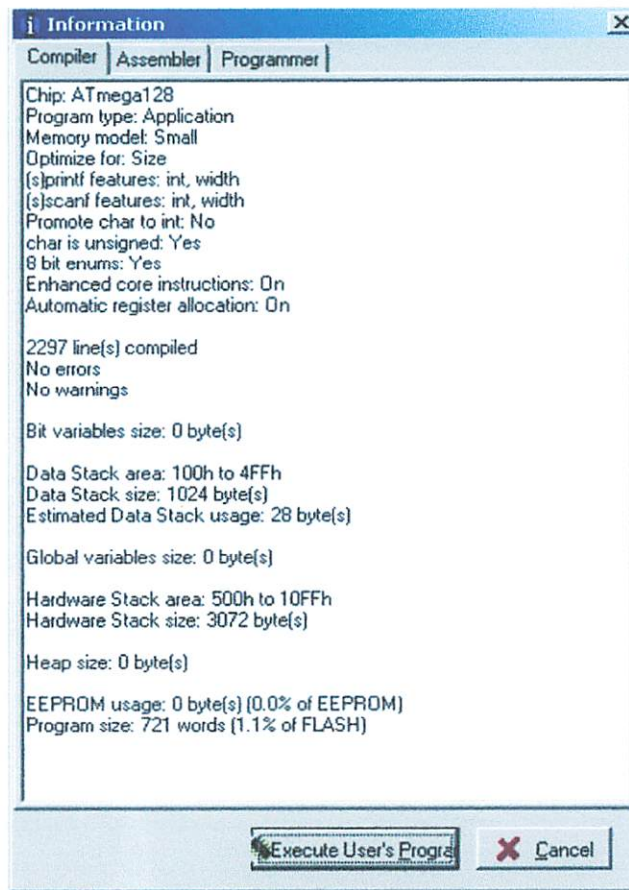 i Information
Compiler Assembler Programmer
Chip: ATmega128
Program type: Application
Memory model: Small
Optimize for: Size
(s)printf features: int, width
(s)scanf features: int, width
Promote char to int: No
char is unsigned: Yes
8 bit enums: Yes
Enhanced core instructions: On
Automatic register allocation: On
2297 line(s) compiled
No errors
No warnings
Bit variables size: 0 byte(s)
Data Stack area: 100h to 4FFh
Data Stack size: 1024 byte(s)
Estimated Data Stack usage: 28 byte(s)
Global variables size: 0 byte(s)
Hardware Stack area: 500h to 10FFh
Hardware Stack size: 3072 byte(s)
Heap size: 0 byte(s)
EEPROM usage: 0 byte(s) (0.0% of EEPROM)
Program size: 721 words (1.1% of FLASH)
Execute User's Progra Cancel